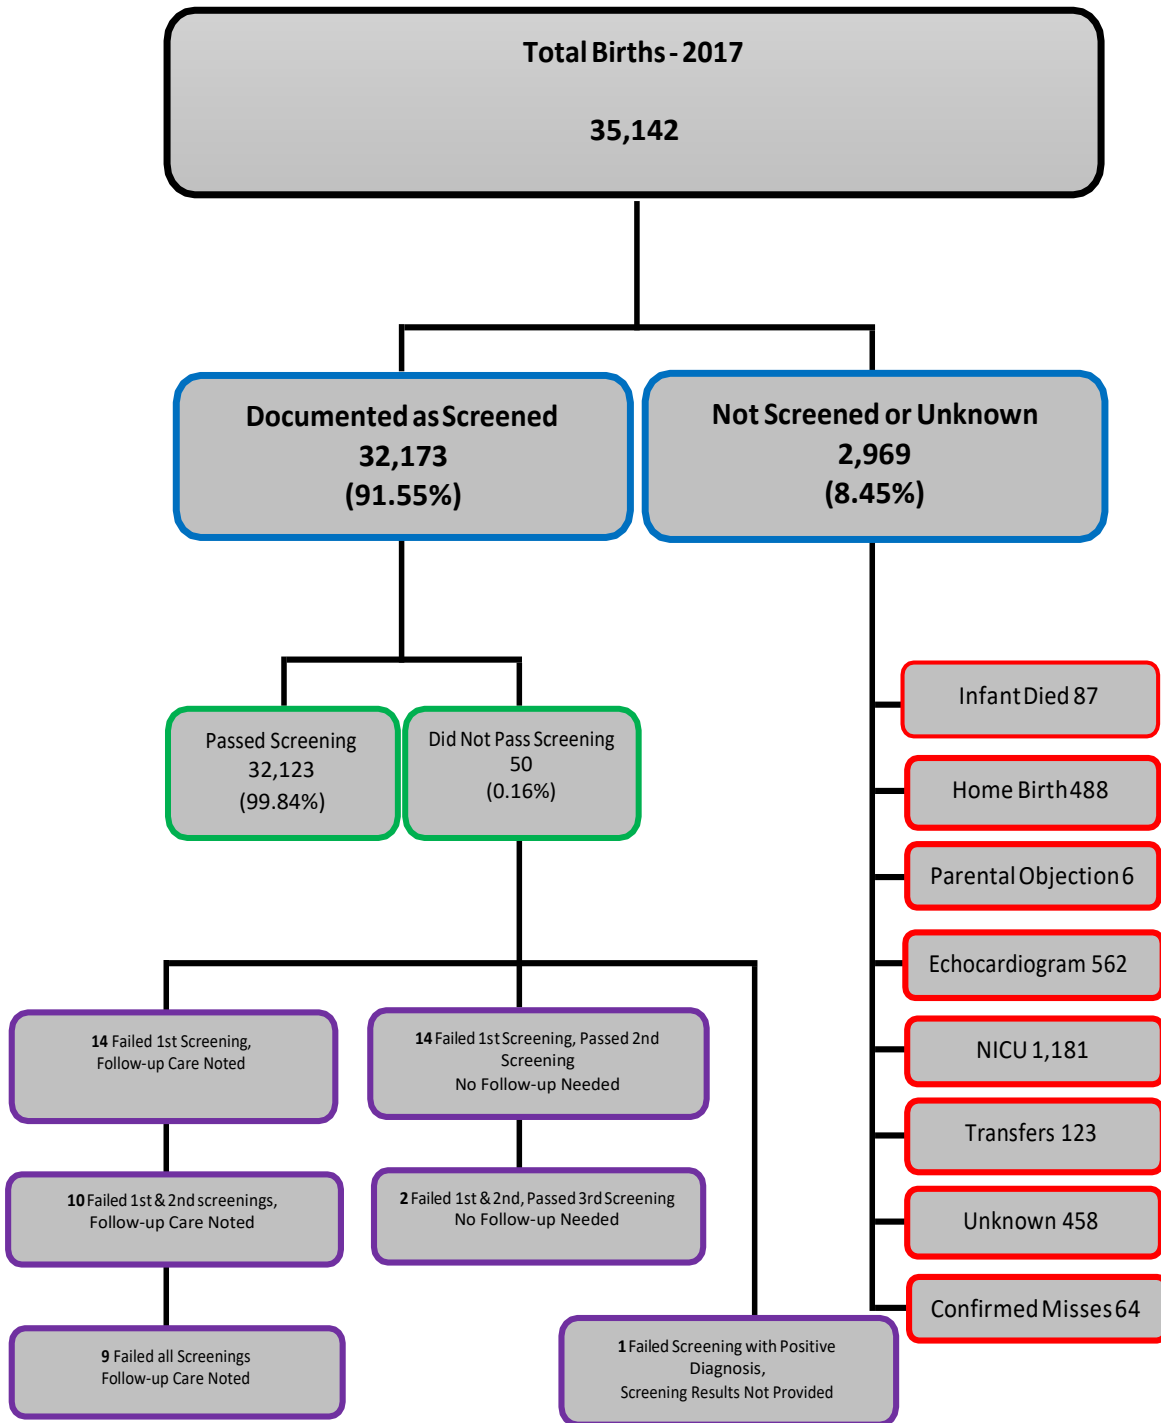 Total Births - 2017
35,142
Documented as Screened
32,173
(91.55%)
Not Screened or Unknown
2,969
(8.45%)
Passed Screening
32,123
(99.84%)
Did Not Pass Screening
50
(0.16%)
Infant Died 87
Home Birth 488
Parental Objection 6
Echocardiogram 562
NICU 1,181
Transfers 123
Unknown 458
Confirmed Misses 64
14 Failed 1st Screening,
Follow-up Care Noted
14 Failed 1st Screening, Passed 2nd
Screening
No Follow-up Needed
10 Failed 1st & 2nd screenings,
Follow-up Care Noted
2 Failed 1st & 2nd, Passed 3rd Screening
No Follow-up Needed
9 Failed all Screenings
Follow-up Care Noted
1 Failed Screening with Positive
Diagnosis,
Screening Results Not Provided